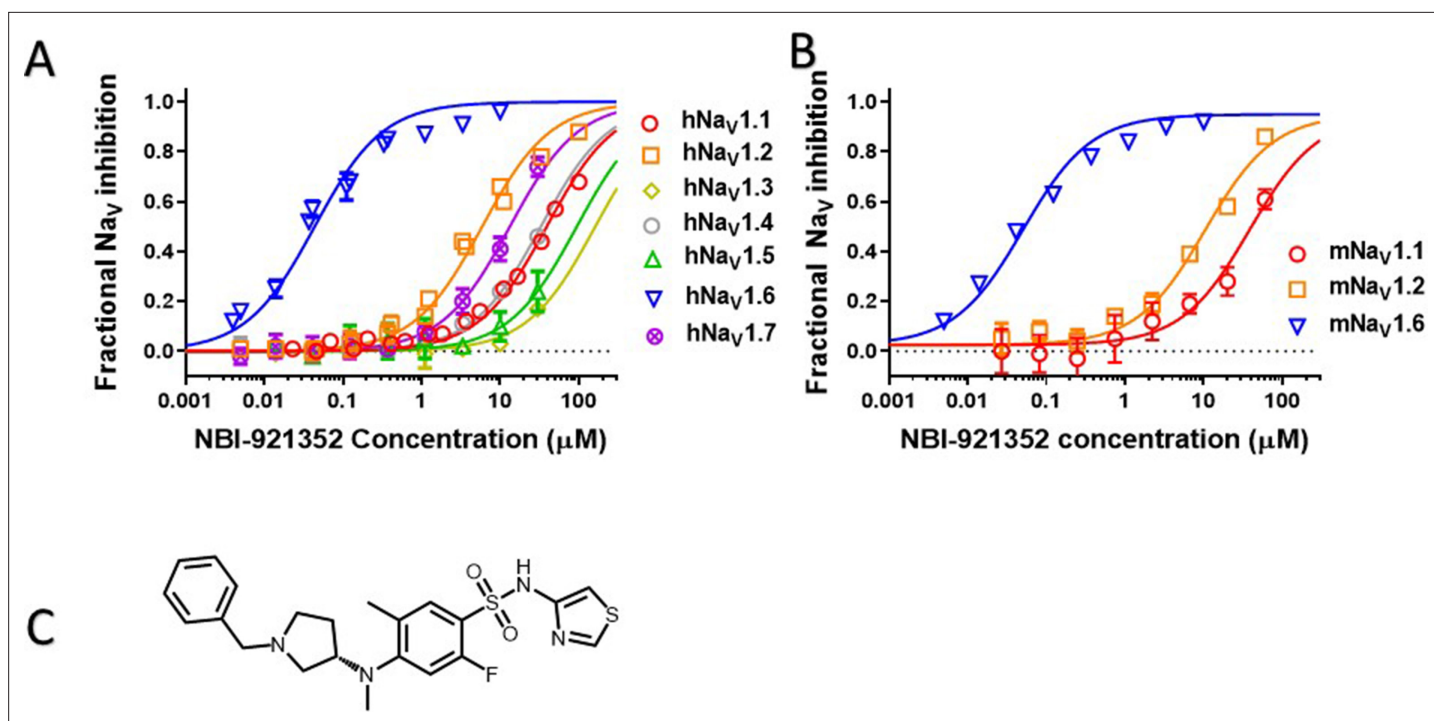 A
Fractional Naᵥ inhibition
1.0
0.8
0.6
0.4
0.2
0.0
0.001
0.01
0.1
1
10
100
NBI-921352 Concentration (μM)
hNaᵥ1.1
hNaᵥ1.2
hNaᵥ1.3
hNaᵥ1.4
hNaᵥ1.5
hNaᵥ1.6
hNaᵥ1.7
B
Fractional Naᵥ inhibition
1.0
0.8
0.6
0.4
0.2
0.0
0.001
0.01
0.1
1
10
100
NBI-921352 concentration (μM)
mNaᵥ1.1
mNaᵥ1.2
mNaᵥ1.6
C
N
N
F
O
S
O
H
N
N
S